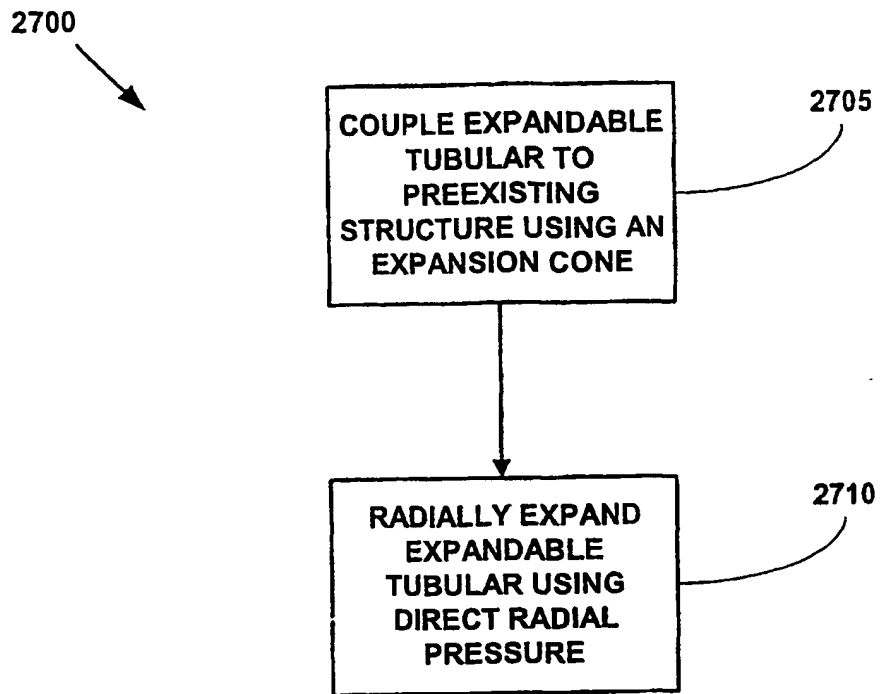 2700
COUPLE EXPANDABLE
TUBULAR TO
PREEXISTING
STRUCTURE USING AN
EXPANSION CONE
2705
RADIALLY EXPAND
EXPANDABLE
TUBULAR USING
DIRECT RADIAL
PRESSURE
2710